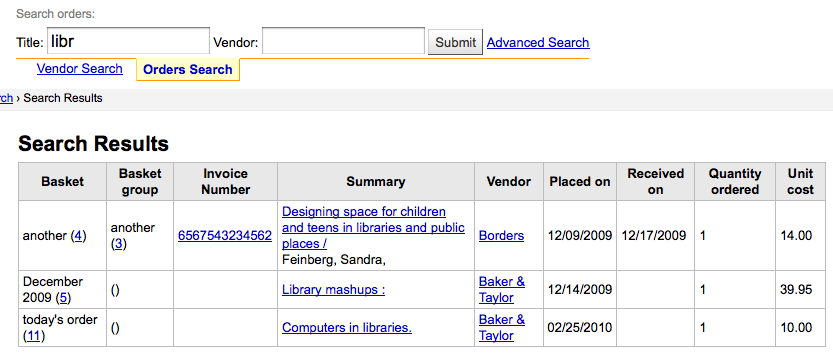 Search orders:
Title: libr Vendor: Submit Advanced Search
Vendor Search Orders Search
rch › Search Results
Search Results
Basket Basket group Invoice Number Summary Vendor Placed on Received on Quantity ordered Unit cost
another (4) another (3) 6567543234562 Designing space for children and teens in libraries and public places / Feinberg, Sandra, Borders 12/09/2009 12/17/2009 1 14.00
December 2009 (5) () Library mashups : Baker & Taylor 12/14/2009 1 39.95
today's order (11) () Computers in libraries. Baker & Taylor 02/25/2010 1 10.00